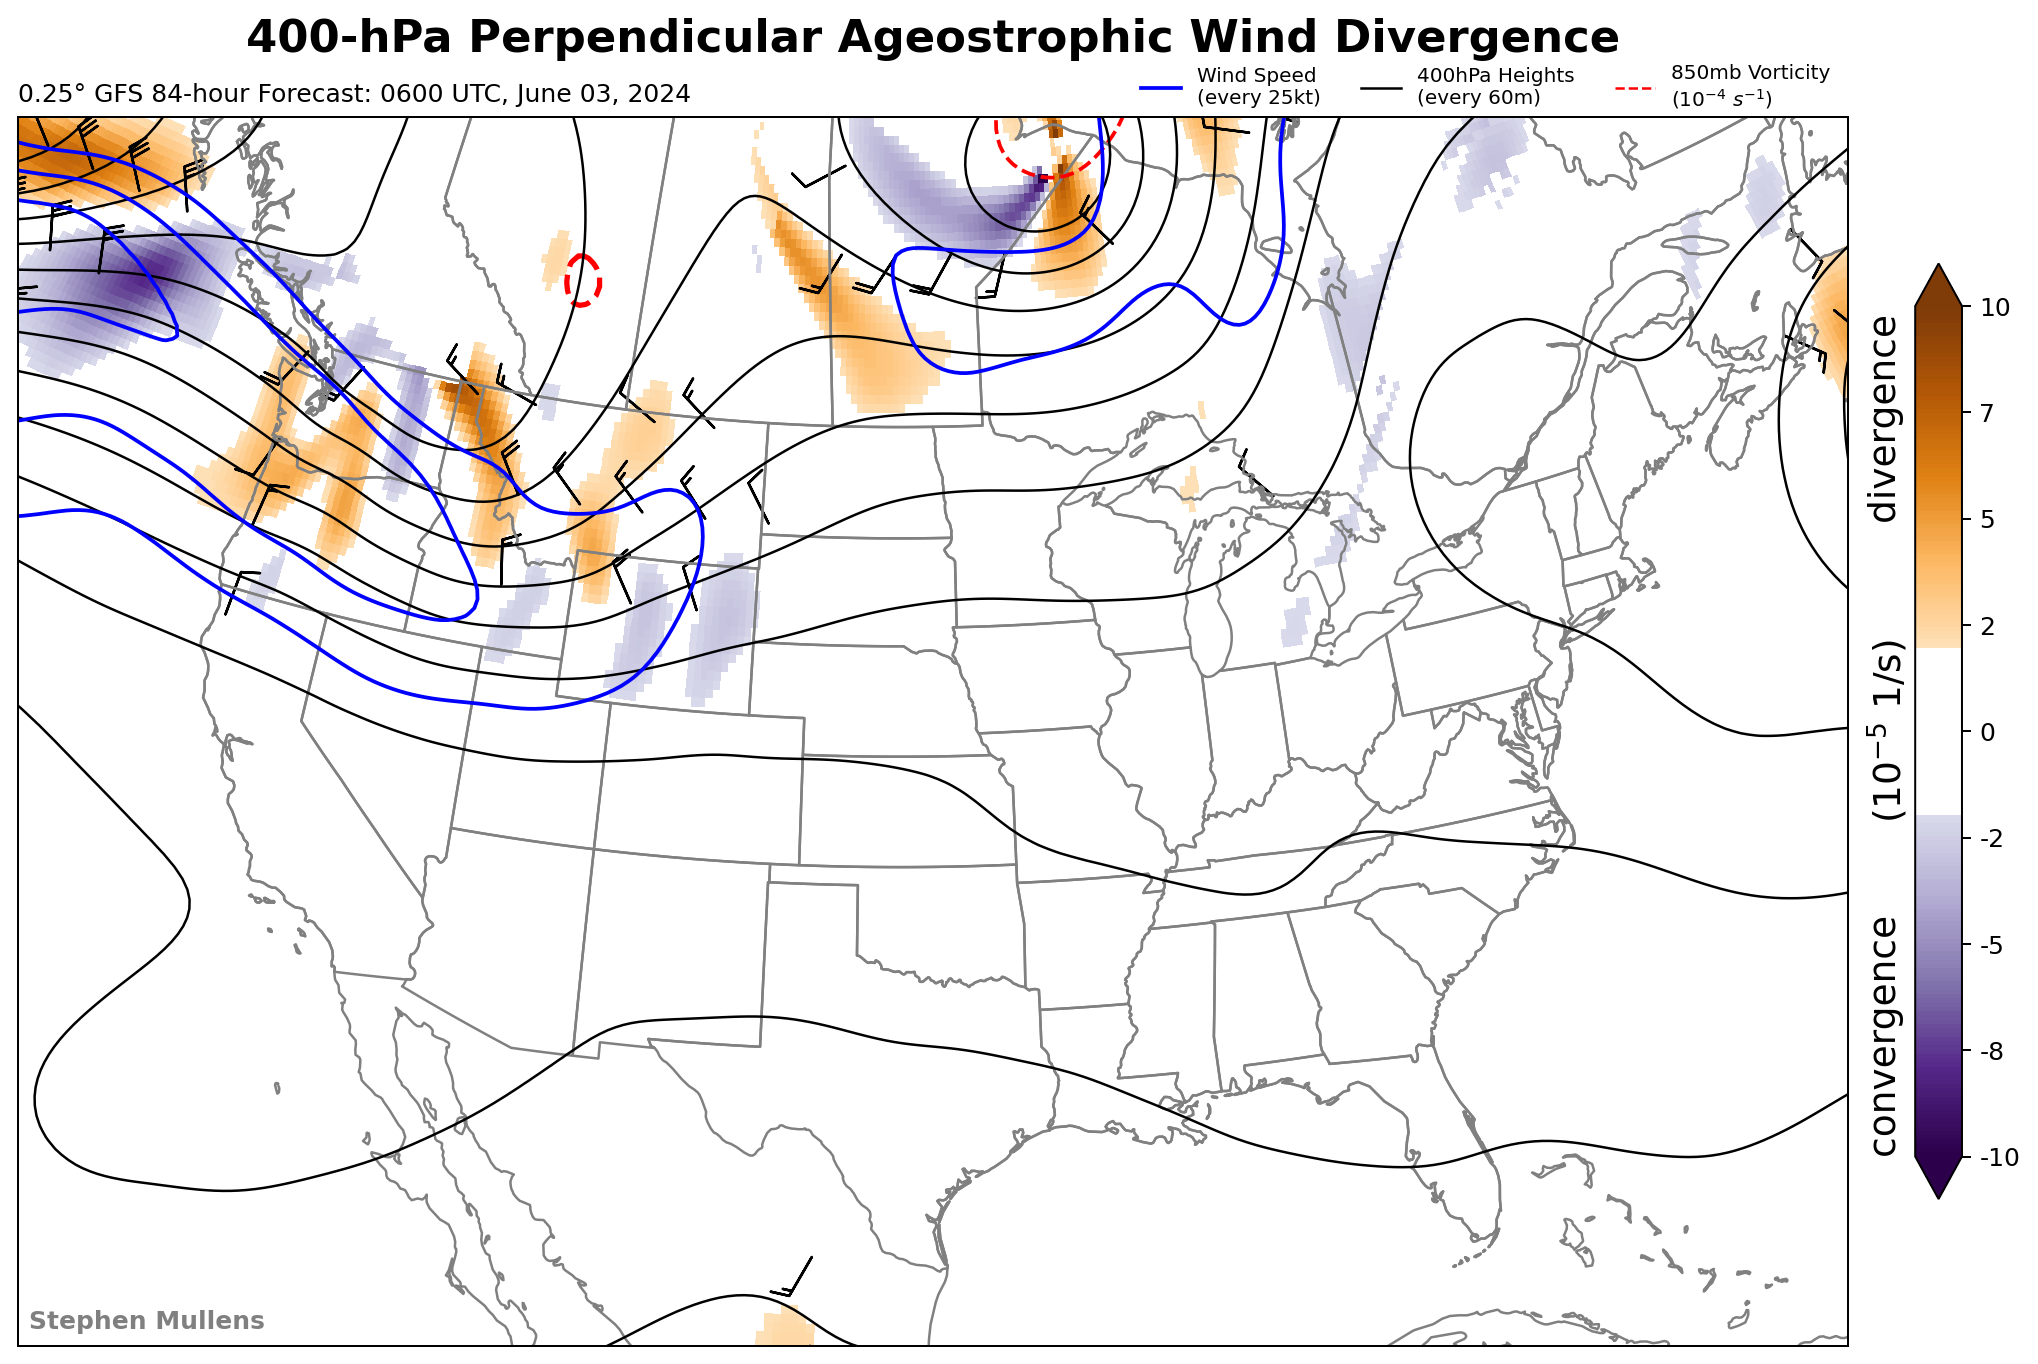 400-hPa Perpendicular Ageostrophic Wind Divergence
0.25° GFS 84-hour Forecast: 0600 UTC, June 03, 2024
Wind Speed
(every 25kt)
400hPa Heights
(every 60m)
850mb Vorticity
(10⁻⁴ s⁻¹)
10
7
5
2
0
-2
-5
-8
-10
convergence (10⁻⁵ 1/s) divergence
Stephen Mullens